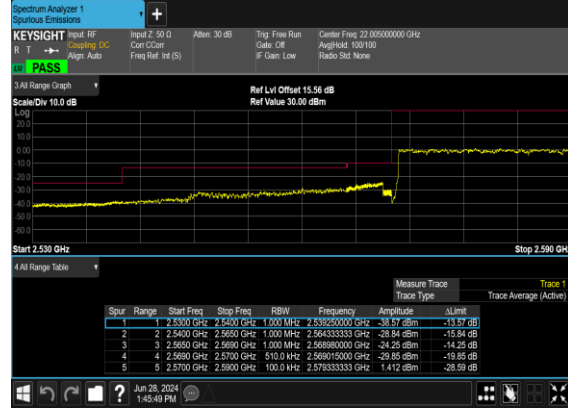 Spectrum Analyzer 1
Spurious Emissions
+
KEYSIGHT Input: RF Input Z: 50 Ω Atten: 30 dB Trig: Free Run Center Freq: 22.005000000 GHz
R T Coupling: DC Corr CCorr Gate: Off Avg|Hold: 100/100
Align: Auto Freq Ref: Int (S) IF Gain: Low Radio Std: None
PASS
3 All Range Graph
Ref Lvl Offset 15.56 dB
Scale/Div 10.0 dB Ref Value 30.00 dBm
Log
20.0
10.0
0.00
-10.0
-20.0
-30.0
-40.0
-50.0
-60.0
Start 2.530 GHz Stop 2.590 GH
4 All Range Table
Measure Trace Trace 1
Trace Type Trace Average (Active)
Spur Range Start Freq Stop Freq RBW Frequency Amplitude ΔLimit
1 1 2.5300 GHz 2.5400 GHz 1.000 MHz 2.539250000 GHz -38.57 dBm -13.57 dB
2 2 2.5400 GHz 2.5650 GHz 1.000 MHz 2.564333333 GHz -28.84 dBm -15.84 dB
3 3 2.5650 GHz 2.5690 GHz 1.000 MHz 2.568980000 GHz -24.25 dBm -14.25 dB
4 4 2.5690 GHz 2.5700 GHz 510.0 kHz 2.569015000 GHz -29.85 dBm -19.85 dB
5 5 2.5700 GHz 2.5900 GHz 100.0 kHz 2.579333333 GHz 1.412 dBm -28.59 dB
? Jun 28, 2024
1:45:49 PM